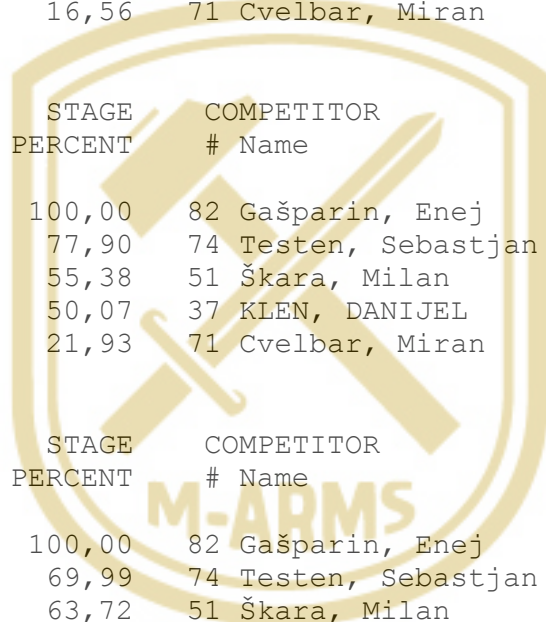 16,56 71 Cvelbar, Miran
STAGE COMPETITOR
PERCENT # Name
100,00 82 Gašparin, Enej
77,90 74 Testen, Sebastjan
55,38 51 Škara, Milan
50,07 37 KLEN, DANIJEL
21,93 71 Cvelbar, Miran
STAGE COMPETITOR
PERCENT # Name
M-ARMS
100,00 82 Gašparin, Enej
69,99 74 Testen, Sebastjan
63,72 51 Škara, Milan